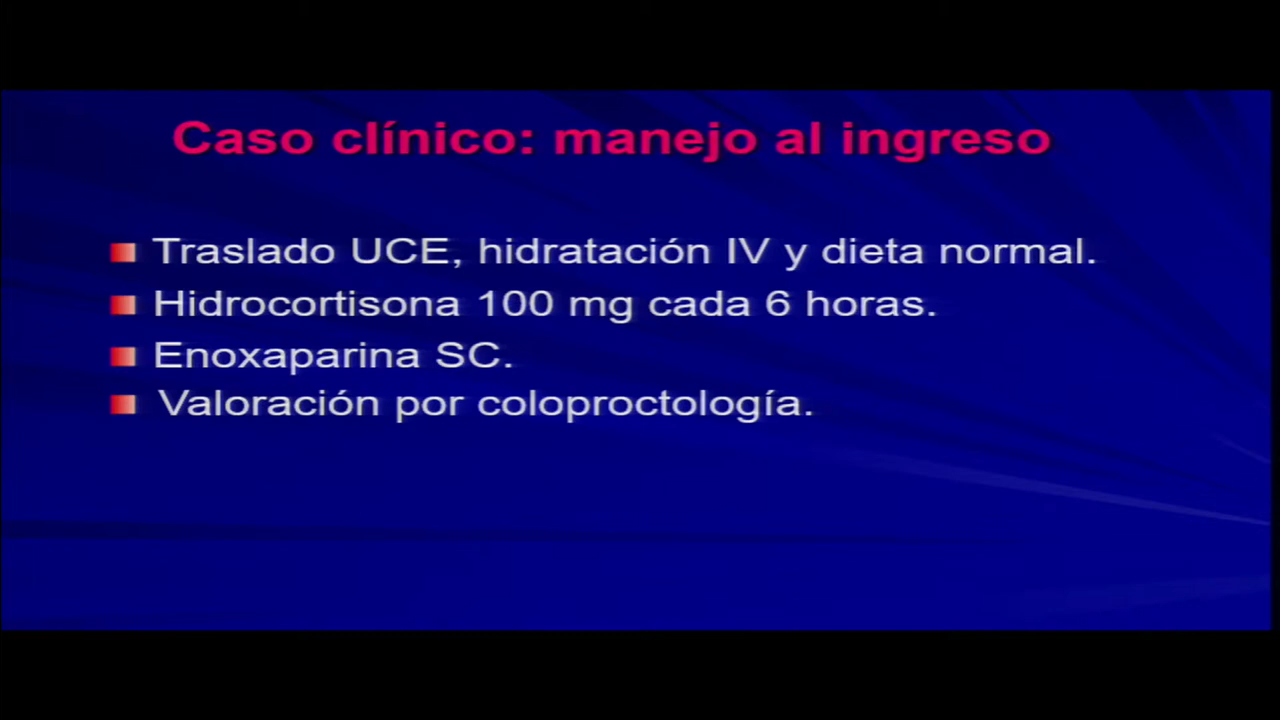 Caso clínico: manejo al ingreso
Traslado UCE, hidratación IV y dieta normal.
Hidrocortisona 100 mg cada 6 horas.
Enoxaparina SC.
Valoración por coloproctología.